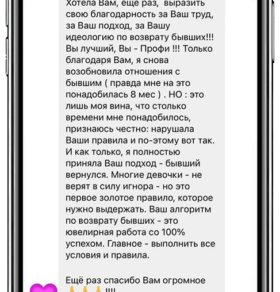 Хотела Вам, еще раз, выразить
свою благодарность за Ваш труд,
за Ваш подход, за Вашу
идеологию по возврату бывших!!!
Вы лучший, Вы - Профи !!! Только
благодаря Вам, я снова
возобновила отношения с
бывшим ( правда мне на это
понадобилась 8 мес ) . НО : это
лишь моя вина, что столько
времени мне понадобилось,
признаюсь честно: нарушала
Ваши правила и по-этому вот так.
И как только, я полностью
приняла Ваш подход - бывший
вернулся. Многие девочки - не
верят в силу игнора - но это
первое золотое правило, которое
нужно выдержать. Ваш алгоритм
по возврату бывших - это
ювелирная работа со 100%
успехом. Главное - выполнить все
условия и правила.
Ещё раз спасибо Вам огромное
🙏🙏🙏!!!!